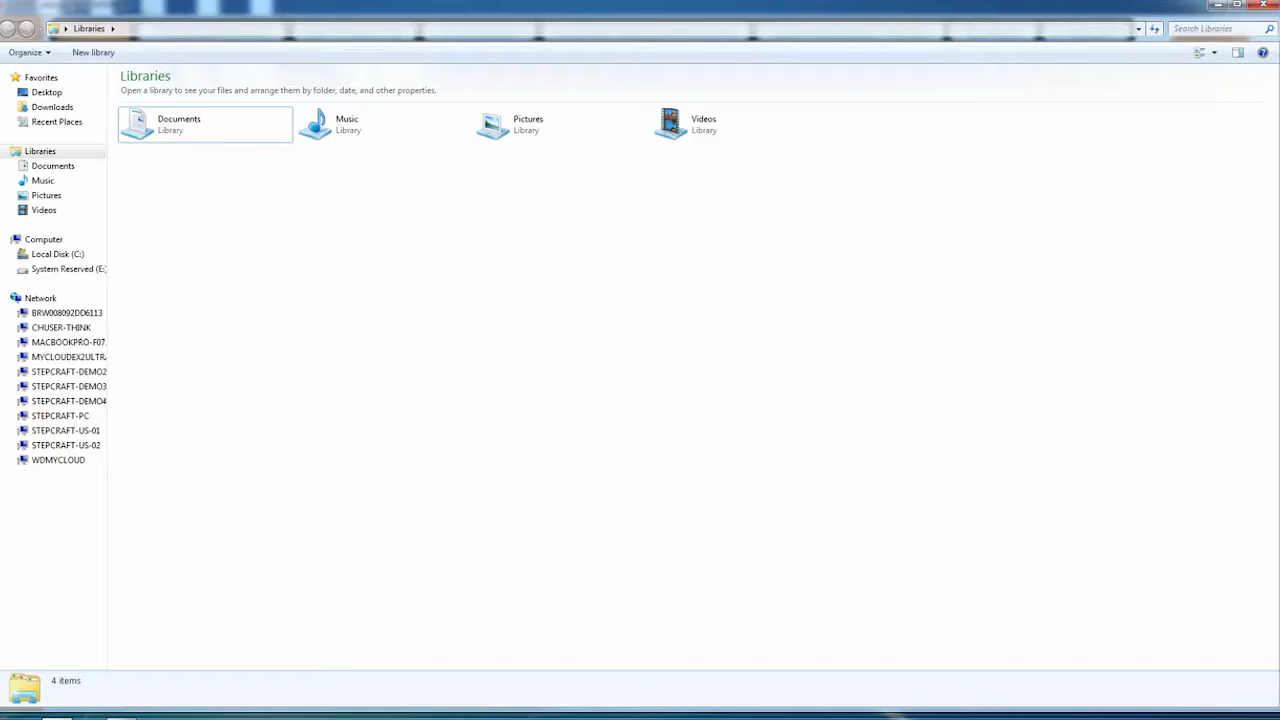 Libraries
Search Libraries
Organize
New library
Favorites
Desktop
Downloads
Recent Places
Libraries
Documents
Music
Pictures
Videos
Computer
Local Disk (C:)
System Reserved (E:)
Network
BRW008092DD6113
CHUSER-THINK
MACBOOKPRO-F07.
MYCLOUDEX2ULTRA
STEPCRAFT-DEMO2
STEPCRAFT-DEMO3
STEPCRAFT-DEMO4
STEPCRAFT-PC
STEPCRAFT-US-01
STEPCRAFT-US-02
WDMYCLOUD
Libraries
Open a library to see your files and arrange them by folder, date, and other properties.
Documents
Library
Music
Library
Pictures
Library
Videos
Library
4 items